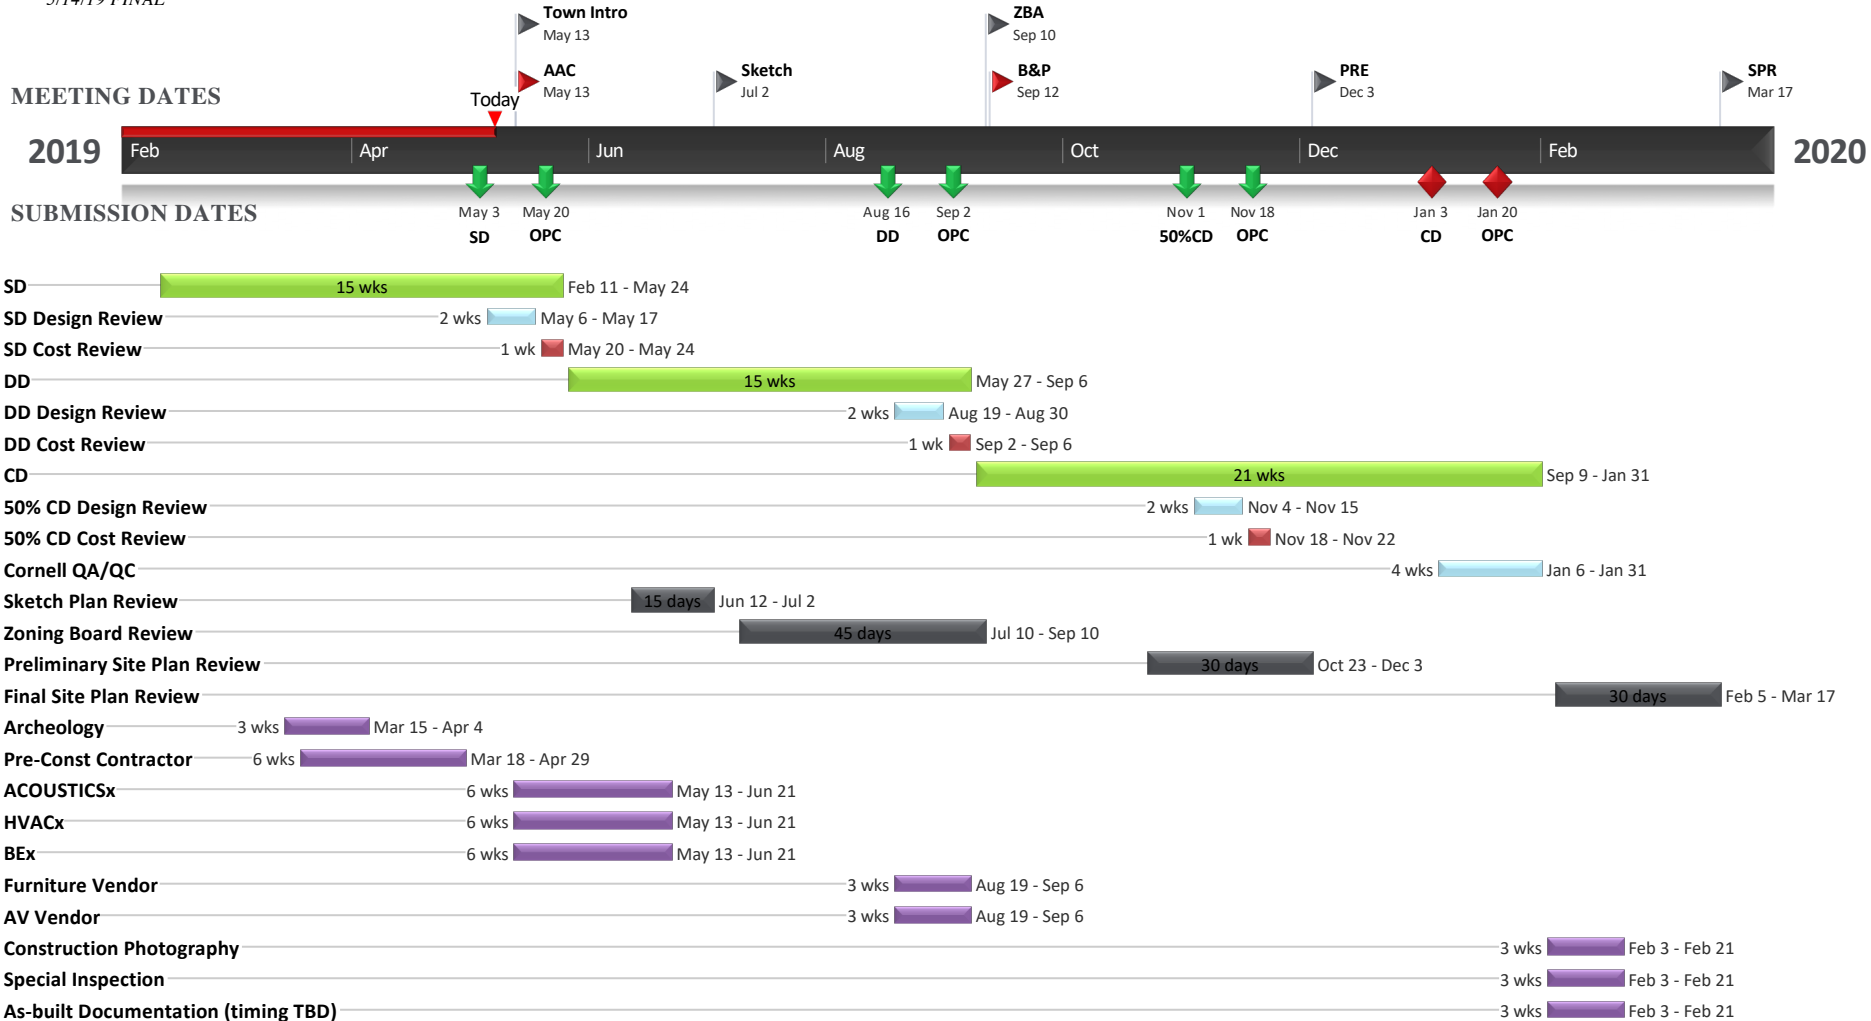 5/14/19 FINAL
Town Intro
May 13
ZBA
Sep 10
AAC
May 13
Sketch
Jul 2
B&P
Sep 12
PRE
Dec 3
SPR
Mar 17
MEETING DATES
Today
2019 Feb Apr Jun Aug Oct Dec Feb 2020
SUBMISSION DATES
May 3 May 20 Aug 16 Sep 2 Nov 1 Nov 18 Jan 3 Jan 20
SD OPC DD OPC 50%CD OPC CD OPC
SD 15 wks Feb 11 - May 24
SD Design Review 2 wks May 6 - May 17
SD Cost Review 1 wk May 20 - May 24
DD 15 wks May 27 - Sep 6
DD Design Review 2 wks Aug 19 - Aug 30
DD Cost Review 1 wk Sep 2 - Sep 6
CD 21 wks Sep 9 - Jan 31
50% CD Design Review 2 wks Nov 4 - Nov 15
50% CD Cost Review 1 wk Nov 18 - Nov 22
Cornell QA/QC 4 wks Jan 6 - Jan 31
Sketch Plan Review 15 days Jun 12 - Jul 2
Zoning Board Review 45 days Jul 10 - Sep 10
Preliminary Site Plan Review 30 days Oct 23 - Dec 3
Final Site Plan Review 30 days Feb 5 - Mar 17
Archeology 3 wks Mar 15 - Apr 4
Pre-Const Contractor 6 wks Mar 18 - Apr 29
ACOUSTICSx 6 wks May 13 - Jun 21
HVACx 6 wks May 13 - Jun 21
BEx 6 wks May 13 - Jun 21
Furniture Vendor 3 wks Aug 19 - Sep 6
AV Vendor 3 wks Aug 19 - Sep 6
Construction Photography 3 wks Feb 3 - Feb 21
Special Inspection 3 wks Feb 3 - Feb 21
As-built Documentation (timing TBD) 3 wks Feb 3 - Feb 21